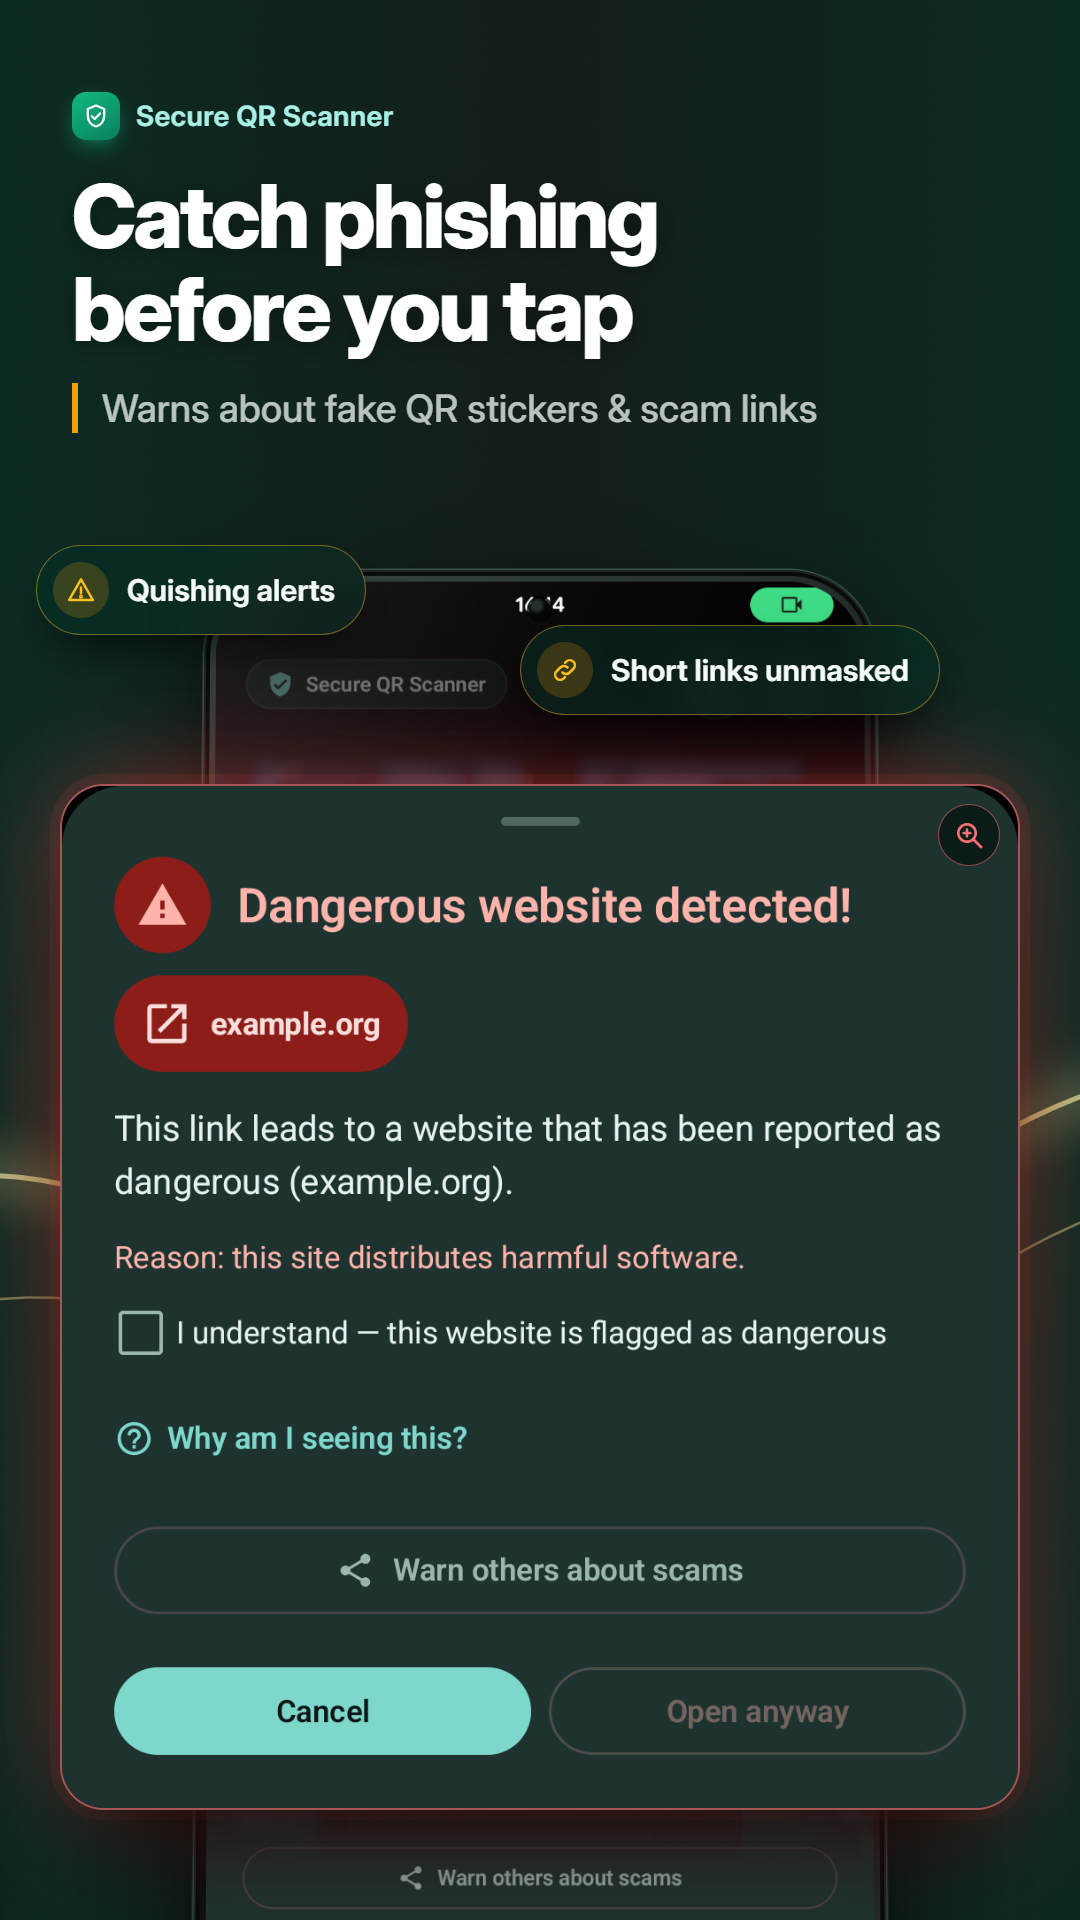 Secure QR Scanner
Catch phishing
before you tap
Warns about fake QR stickers & scam links
Quishing alerts
Short links unmasked
Secure QR Scanner
Dangerous website detected!
example.org
This link leads to a website that has been reported as
dangerous (example.org).
Reason: this site distributes harmful software.
I understand — this website is flagged as dangerous
Why am I seeing this?
Warn others about scams
Cancel
Open anyway
Warn others about scams